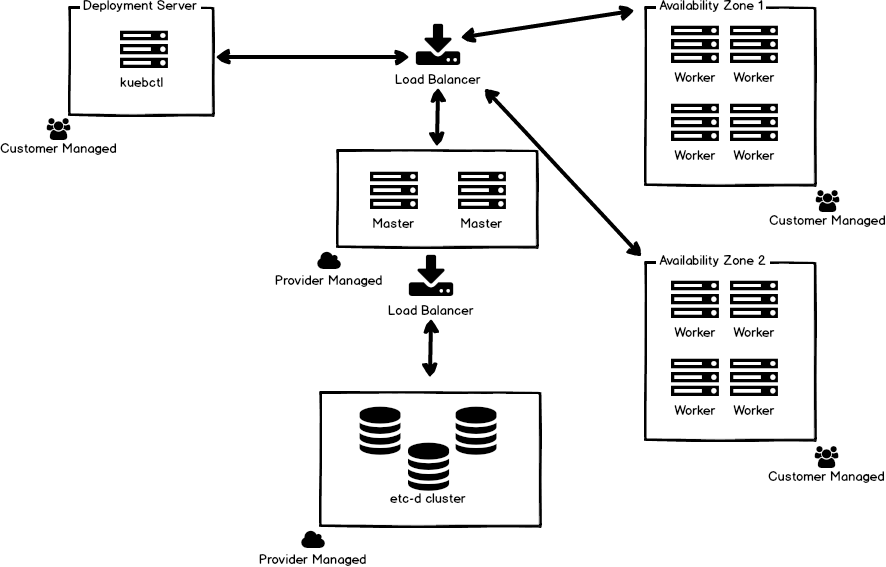 Deployment Server
kuebctl
Customer Managed
Load Balancer
Availability Zone 1
Worker Worker
Worker Worker
Customer Managed
Master Master
Provider Managed
Load Balancer
Availability Zone 2
Worker Worker
Worker Worker
Customer Managed
etc-d cluster
Provider Managed